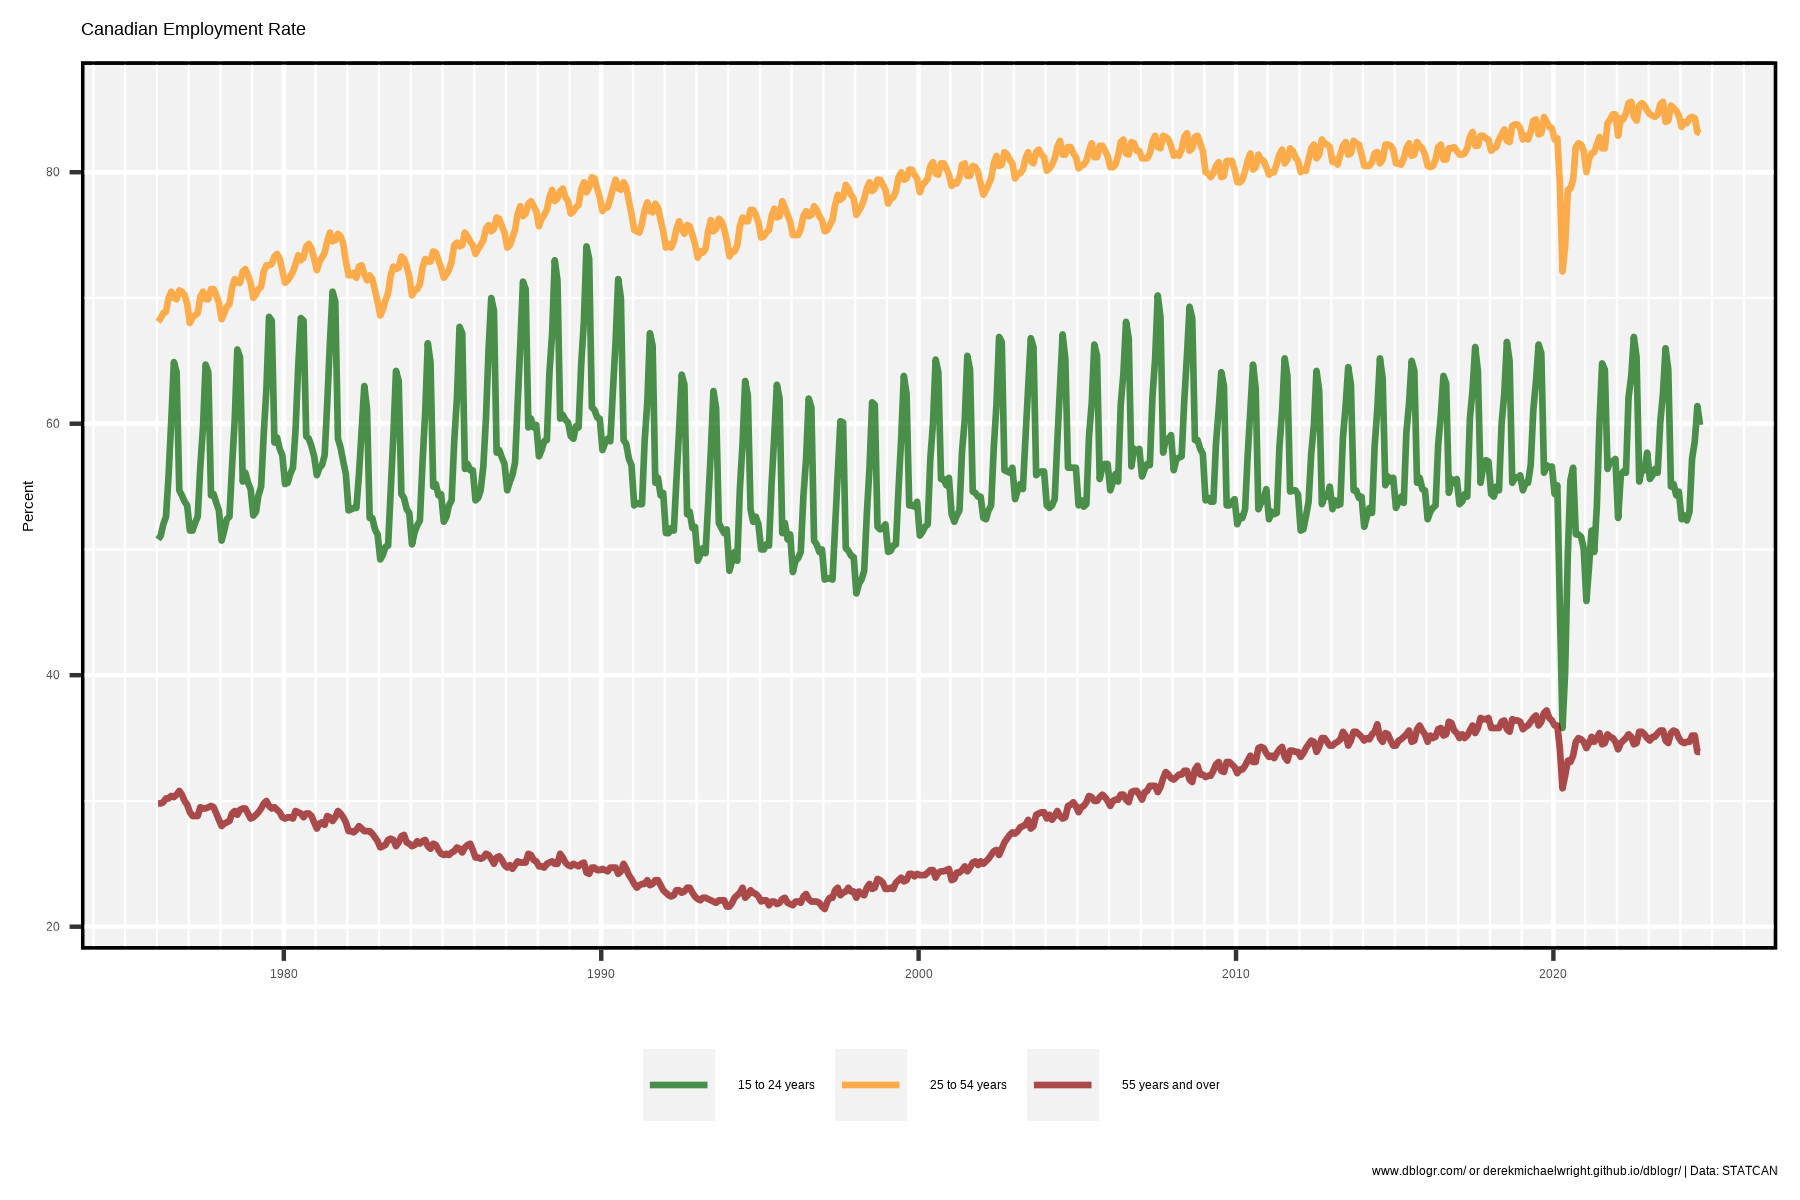 Canadian Employment Rate
Percent
80
60
40
20
1980 1990 2000 2010 2020
15 to 24 years 25 to 54 years 55 years and over
www.dblogr.com/ or derekmichaelwright.github.io/dblogr/ | Data: STATCAN